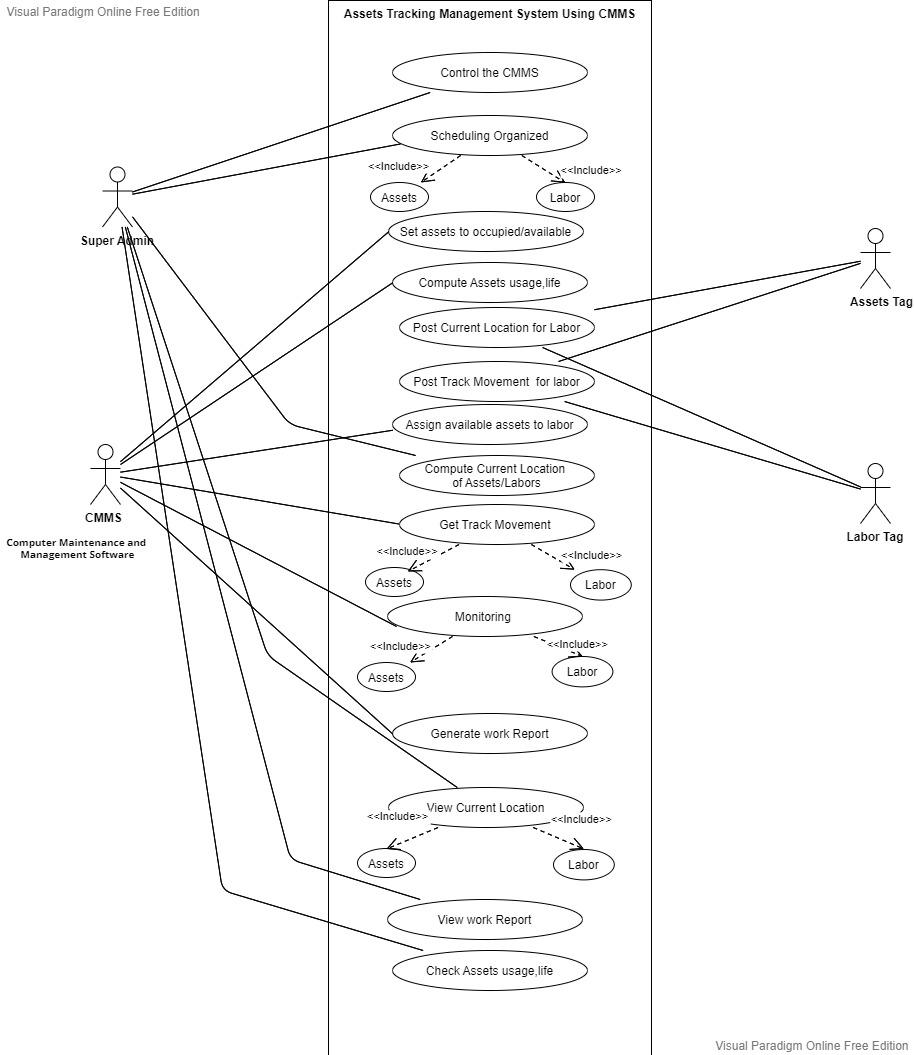 Visual Paradigm Online Free Edition
Assets Tracking Management System Using CMMS
Control the CMMS
Scheduling Organized
<<Include>>
<<Include>>
Assets
Labor
Super Admin
Set assets to occupied/available
Compute Assets usage,life
Assets Tag
Post Current Location for Labor
Post Track Movement for labor
Assign available assets to labor
Compute Current Location
of Assets/Labors
CMMS
Computer Maintenance and
Management Software
Get Track Movement
Labor Tag
<<Include>>
<<Include>>
Assets
Labor
Monitoring
<<Include>>
<<Include>>
Assets
Labor
Generate work Report
View Current Location
<<Include>>
<<Include>>
Assets
Labor
View work Report
Check Assets usage,life
Visual Paradigm Online Free Edition